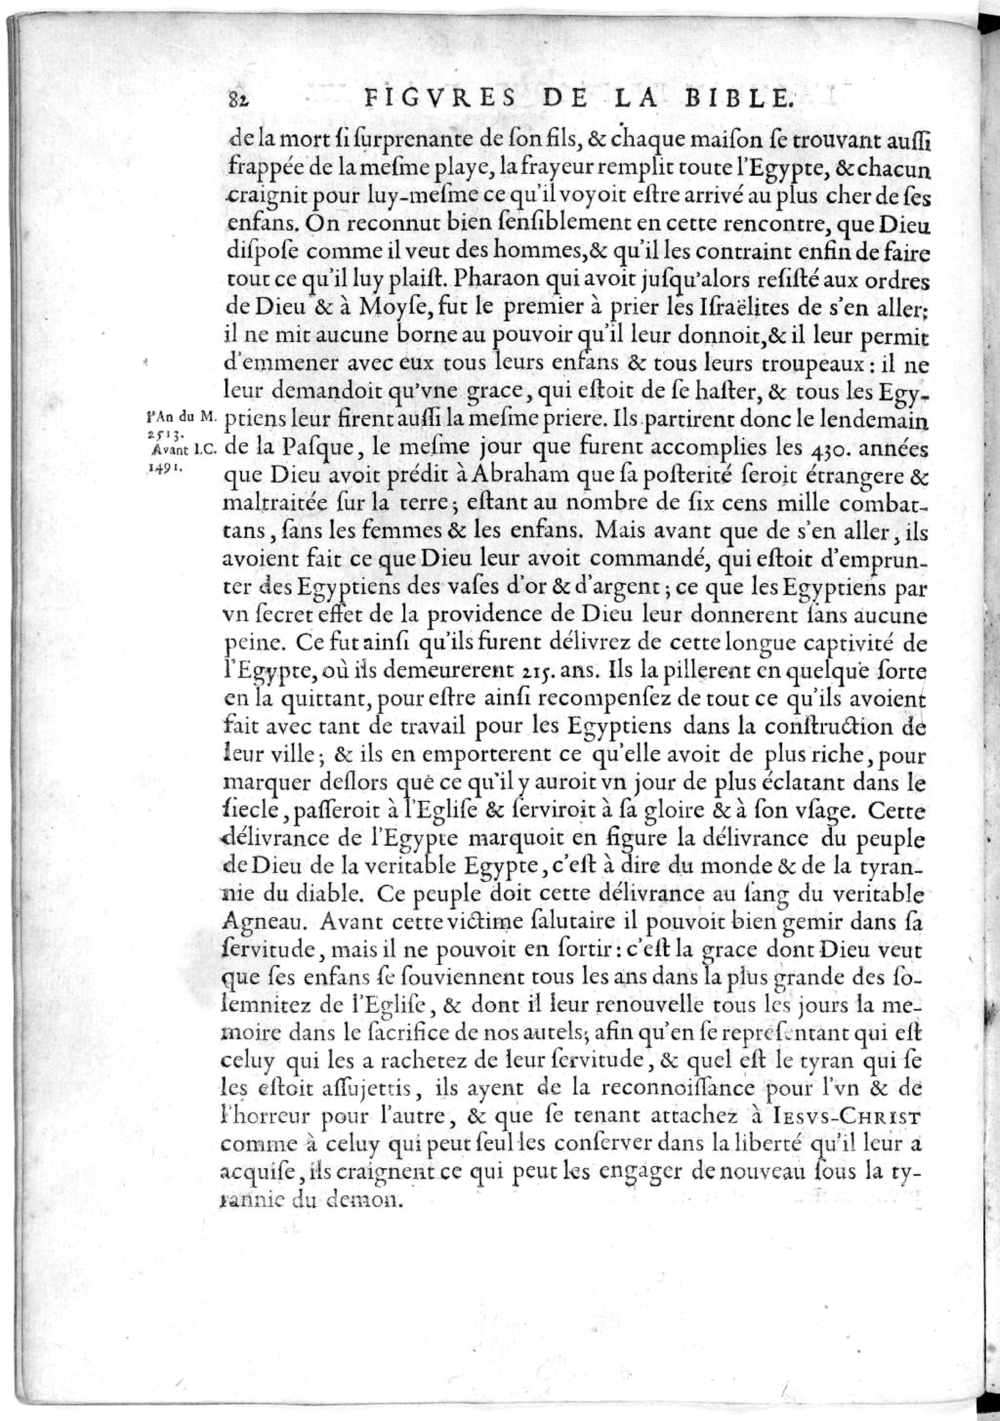 82 FIGVRES DE LA BIBLE.
de la mort ſi ſurprenante de ſon fils, & chaque maiſon ſe trouvant auſſi
frappée de la meſme playe, la frayeur remplit toute l'Egypte, & chacun
craignit pour luy-meſme ce qu'il voyoit eſtre arrivé au plus cher de ſes
enfans. On reconnut bien ſenſiblement en cette rencontre, que Dieu
diſpoſe comme il veut des hommes, & qu'il les contraint enfin de faire
tout ce qu'il luy plaiſt. Pharaon qui avoit juſqu'alors reſiſté aux ordres
de Dieu & à Moyſe, fut le premier à prier les Iſraëlites de s'en aller;
il ne mit aucune borne au pouvoir qu'il leur donnoit, & il leur permit
d'emmener avec eux tous leurs enfans & tous leurs troupeaux: il ne
leur demandoit qu'vne grace, qui eſtoit de ſe haſter, & tous les Egy-
ptiens leur firent auſſi la meſme priere. Ils partirent donc le lendemain
de la Paſque, le meſme jour que furent accomplies les 430. années
que Dieu avoit prédit à Abraham que ſa poſterité ſeroit étrangere &
maltraitée ſur la terre; eſtant au nombre de ſix cens mille combat-
tans, ſans les femmes & les enfans. Mais avant que de s'en aller, ils
avoient fait ce que Dieu leur avoit commandé, qui eſtoit d'emprun-
ter des Egyptiens des vaſes d'or & d'argent; ce que les Egyptiens par
vn ſecret effet de la providence de Dieu leur donnerent ſans aucune
peine. Ce fut ainſi qu'ils furent délivrez de cette longue captivité de
l'Egypte, où ils demeurerent 215. ans. Ils la pillerent en quelque ſorte
en la quittant, pour eſtre ainſi recompenſez de tout ce qu'ils avoient
fait avec tant de travail pour les Egyptiens dans la conſtruction de
leur ville; & ils en emporterent ce qu'elle avoit de plus riche, pour
marquer deſlors que ce qu'il y auroit vn jour de plus éclatant dans le
ſiecle, paſſeroit à l'Egliſe & ſerviroit à ſa gloire & à ſon vſage. Cette
délivrance de l'Egypte marquoit en figure la délivrance du peuple
de Dieu de la veritable Egypte, c'eſt à dire du monde & de la tyran-
nie du diable. Ce peuple doit cette délivrance au ſang du veritable
Agneau. Avant cette victime ſalutaire il pouvoit bien gemir dans ſa
ſervitude, mais il ne pouvoit en ſortir: c'eſt la grace dont Dieu veut
que ſes enfans ſe ſouviennent tous les ans dans la plus grande des ſo-
lemnitez de l'Egliſe, & dont il leur renouvelle tous les jours la me-
moire dans le ſacrifice de nos autels; afin qu'en ſe repreſentant qui eſt
celuy qui les a rachetez de leur ſervitude, & quel eſt le tyran qui ſe
les eſtoit aſſujettis, ils ayent de la reconnoiſſance pour l'vn & de
l'horreur pour l'autre, & que ſe tenant attachez à IESVS-CHRIST
comme à celuy qui peut ſeul les conſerver dans la liberté qu'il leur a
acquiſe, ils craignent ce qui peut les engager de nouveau ſous la ty-
rannie du demon.
l'An du M.
2513.
Avant I.C.
1491.